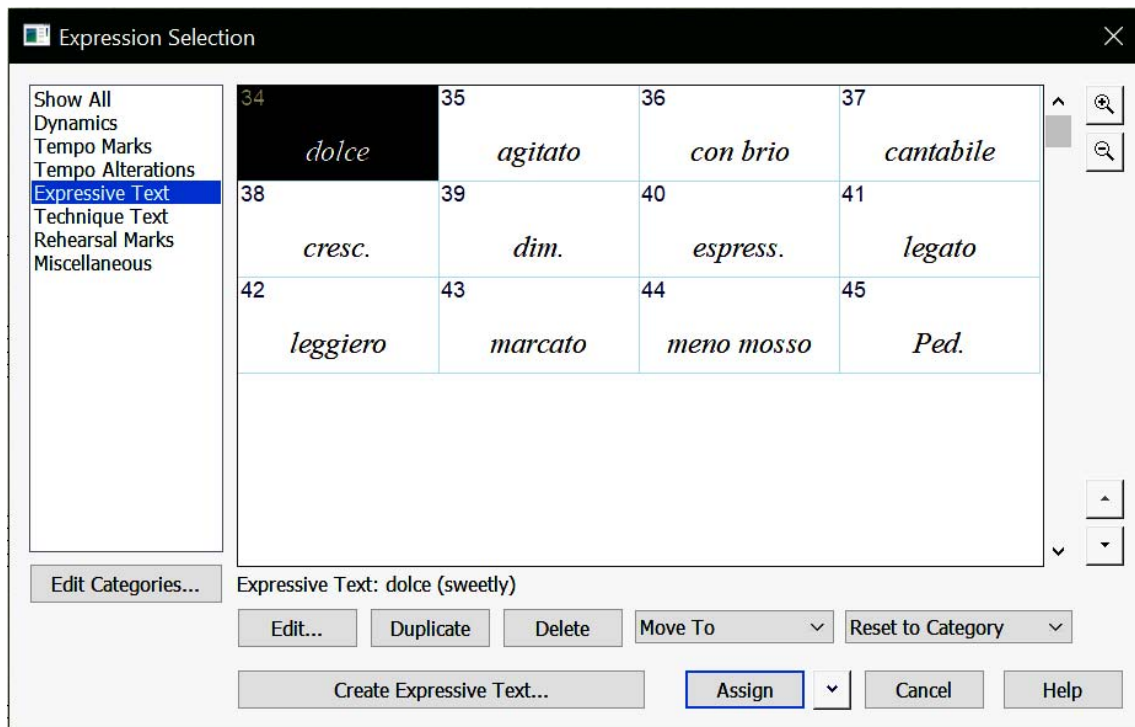 Expression Selection
Show All
Dynamics
Tempo Marks
Tempo Alterations
Expressive Text
Technique Text
Rehearsal Marks
Miscellaneous
34 35 36 37
dolce agitato con brio cantabile
38 39 40 41
cresc. dim. espress. legato
42 43 44 45
leggiero marcato meno mosso Ped.
Edit Categories... Expressive Text: dolce (sweetly)
Edit... Duplicate Delete Move To Reset to Category
Create Expressive Text... Assign Cancel Help